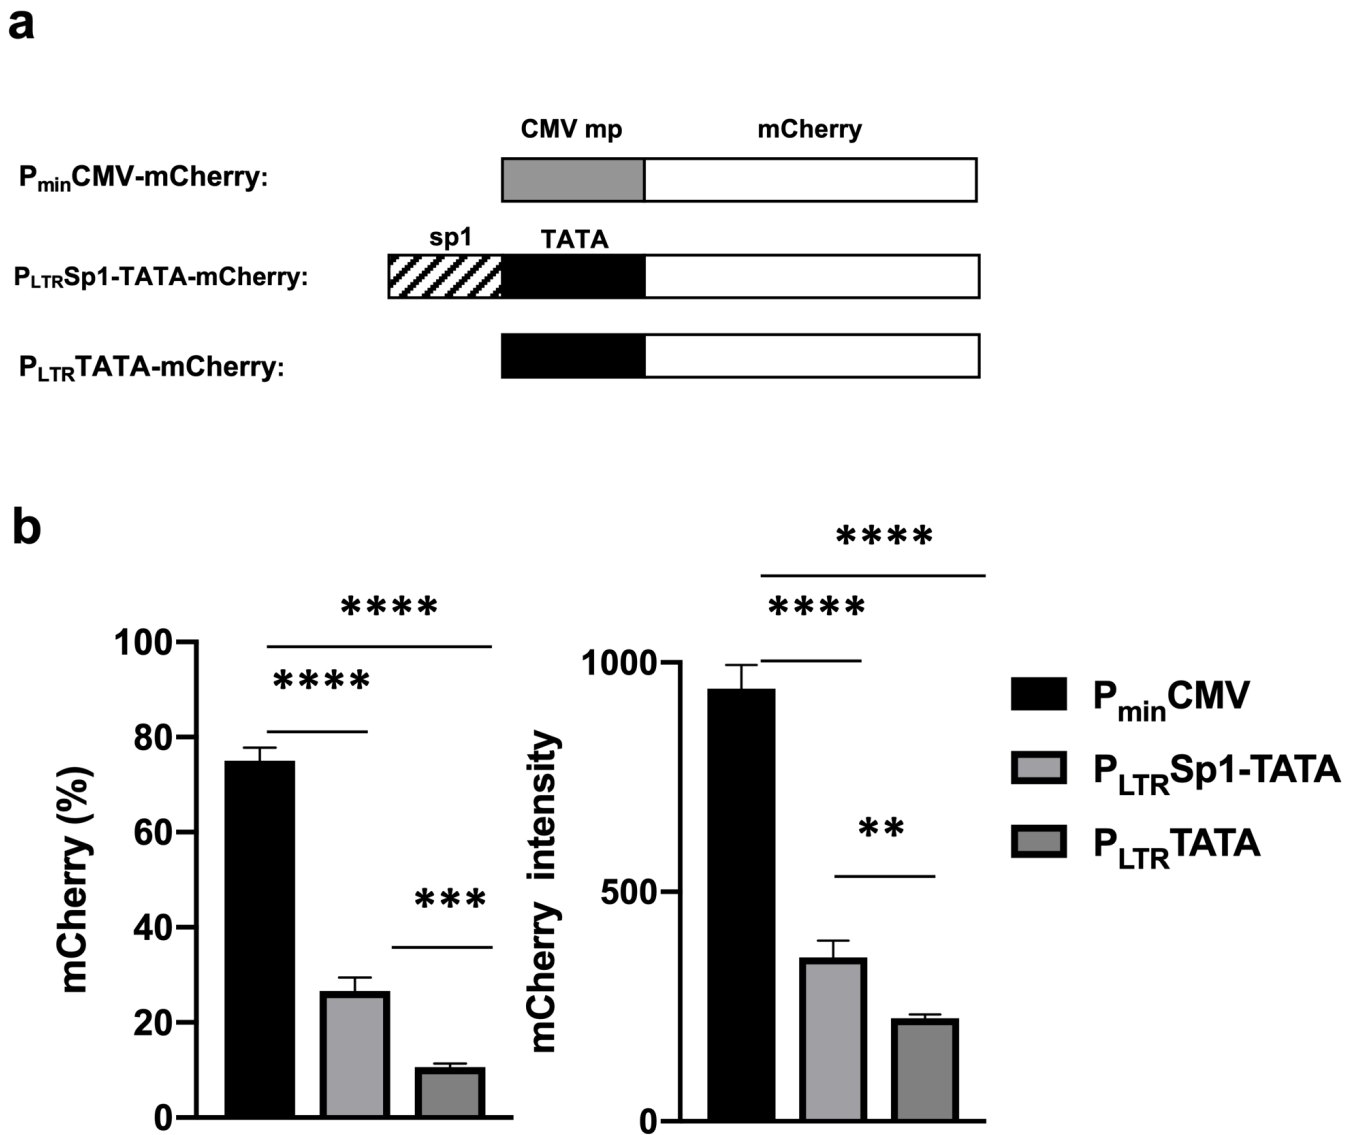 a
CMV mp mCherry
PminCMV-mCherry:
sp1 TATA
PLTRSp1-TATA-mCherry:
PLTRTATA-mCherry:
b
****
****
***
100
80
60
40
20
0
mCherry (%)
****
****
**
1000
500
0
mCherry intensity
PminCMV
PLTRSp1-TATA
PLTRTATA